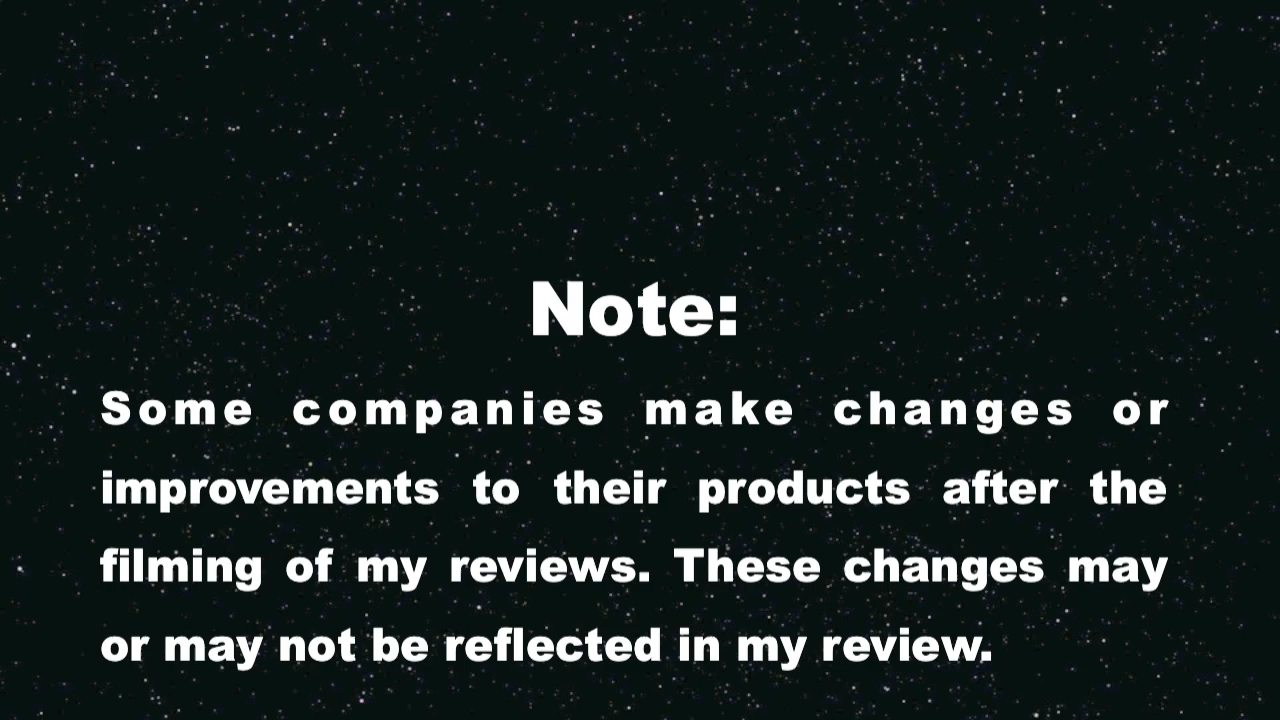 Note:
Some companies make changes or
improvements to their products after the
filming of my reviews. These changes may
or may not be reflected in my review.